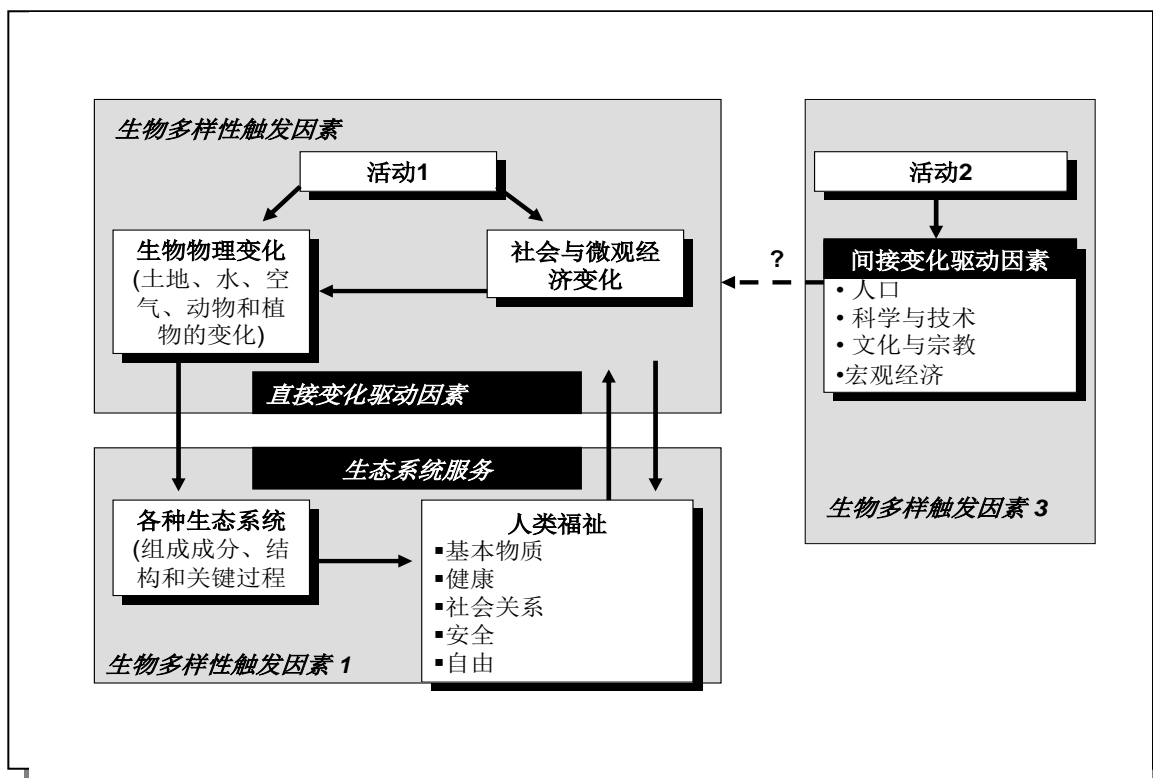 生物多样性触发因素
活动1
生物物理变化
(土地、水、空
气、动物和植
物的变化)
社会与微观经
济变化
直接变化驱动因素
生态系统服务
各种生态系统
(组成成分、结
构和关键过程
人类福祉
▪基本物质
▪健康
▪社会关系
▪安全
▪自由
生物多样性触发因素 1
活动2
?
间接变化驱动因素
• 人口
• 科学与技术
• 文化与宗教
•宏观经济
生物多样触发因素 3